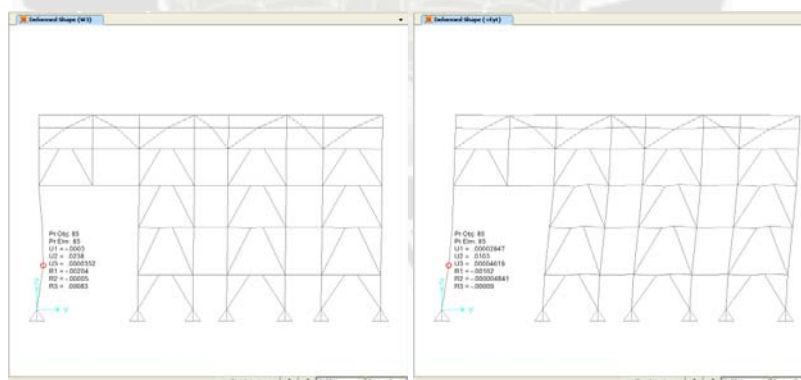 Deformed Shape (W3)
Pt Obj: 85
Pt Elm: 85
U1 = -.0003
U2 = .0238
U3 = .0000352
R1 = -.00204
R2 = -.00005
R3 = .00083
Y
Deformed Shape (+Eyt)
Pt Obj: 85
Pt Elm: 85
U1 = .00002647
U2 = .0103
U3 = .00004616
R1 = -.00102
R2 = -.000004841
R3 = -.00009
Y